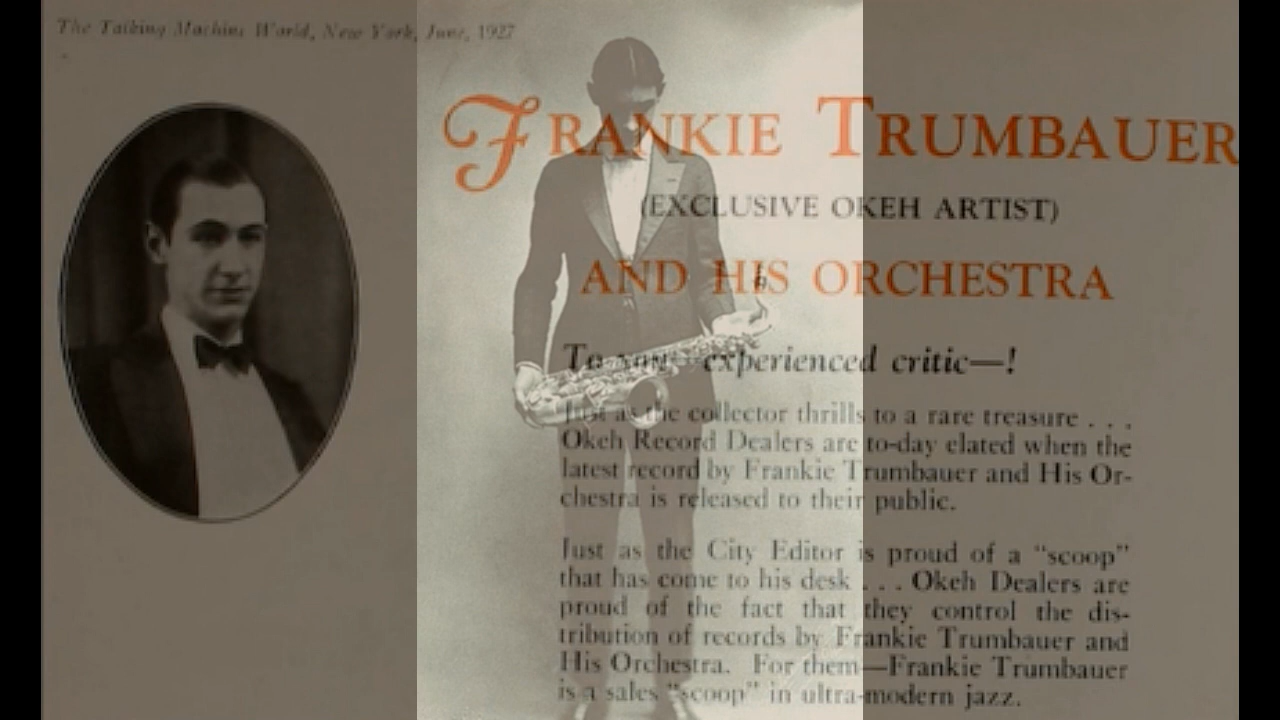 The Talking Machine World, New York, June, 1927
FRANKIE TRUMBAUER
(EXCLUSIVE OKEH ARTIST)
AND HIS ORCHESTRA
To you—experienced critic—!
Just as the collector thrills to a rare treasure . . .
Okeh Record Dealers are to-day elated when the
latest record by Frankie Trumbauer and His Or-
chestra is released to their public.
Just as the City Editor is proud of a "scoop"
that has come to his desk . . . Okeh Dealers are
proud of the fact that they control the dis-
tribution of records by Frankie Trumbauer and
His Orchestra. For them—Frankie Trumbauer
is a sales "scoop" in ultra-modern jazz.